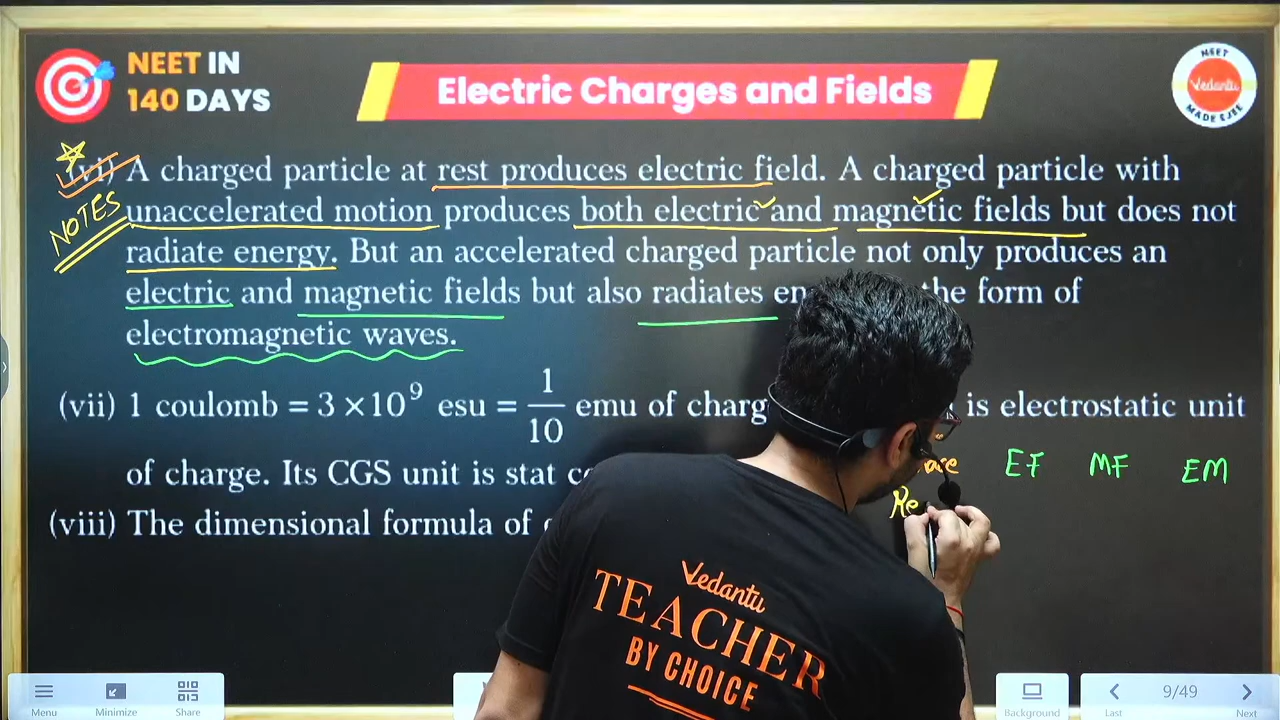 NEET IN
140 DAYS
Electric Charges and Fields
NEET
Vedantu
MADE EJEE
(vi) A charged particle at rest produces electric field. A charged particle with
NOTES
unaccelerated motion produces both electric and magnetic fields but does not
radiate energy. But an accelerated charged particle not only produces an
electric and magnetic fields but also radiates the form of
electromagnetic waves.
(vii) 1 coulomb = 3 × 10⁹ esu = 1/10 emu of is electrostatic unit
of charge. Its CGS unit is stat
EF MF EM
(viii) The dimensional formula of
Vedantu
TEACHER
BY CHOICE
Menu
Minimize
Share
Background
Last
9/49
Next